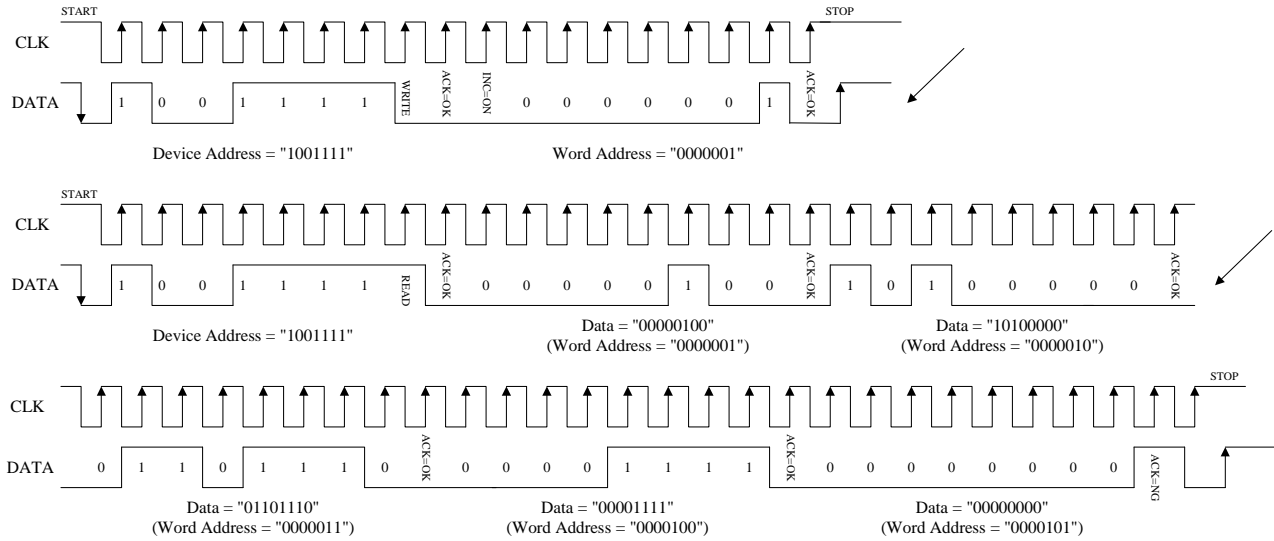 START STOP
CLK
DATA 1 0 0 1 1 1 1 WRITE ACK=OK INC=ON 0 0 0 0 0 0 1 ACK=OK
Device Address = "1001111" Word Address = "0000001"
START
CLK
DATA 1 0 0 1 1 1 1 READ ACK=OK 0 0 0 0 0 1 0 0 ACK=OK 1 0 1 0 0 0 0 0 ACK=OK
Device Address = "1001111" Data = "00000100" Data = "10100000"
(Word Address = "0000001") (Word Address = "0000010")
STOP
CLK
DATA 0 1 1 0 1 1 1 0 ACK=OK 0 0 0 0 1 1 1 1 ACK=OK 0 0 0 0 0 0 0 0 ACK=NG
Data = "01101110" Data = "00001111" Data = "00000000"
(Word Address = "0000011") (Word Address = "0000100") (Word Address = "0000101")